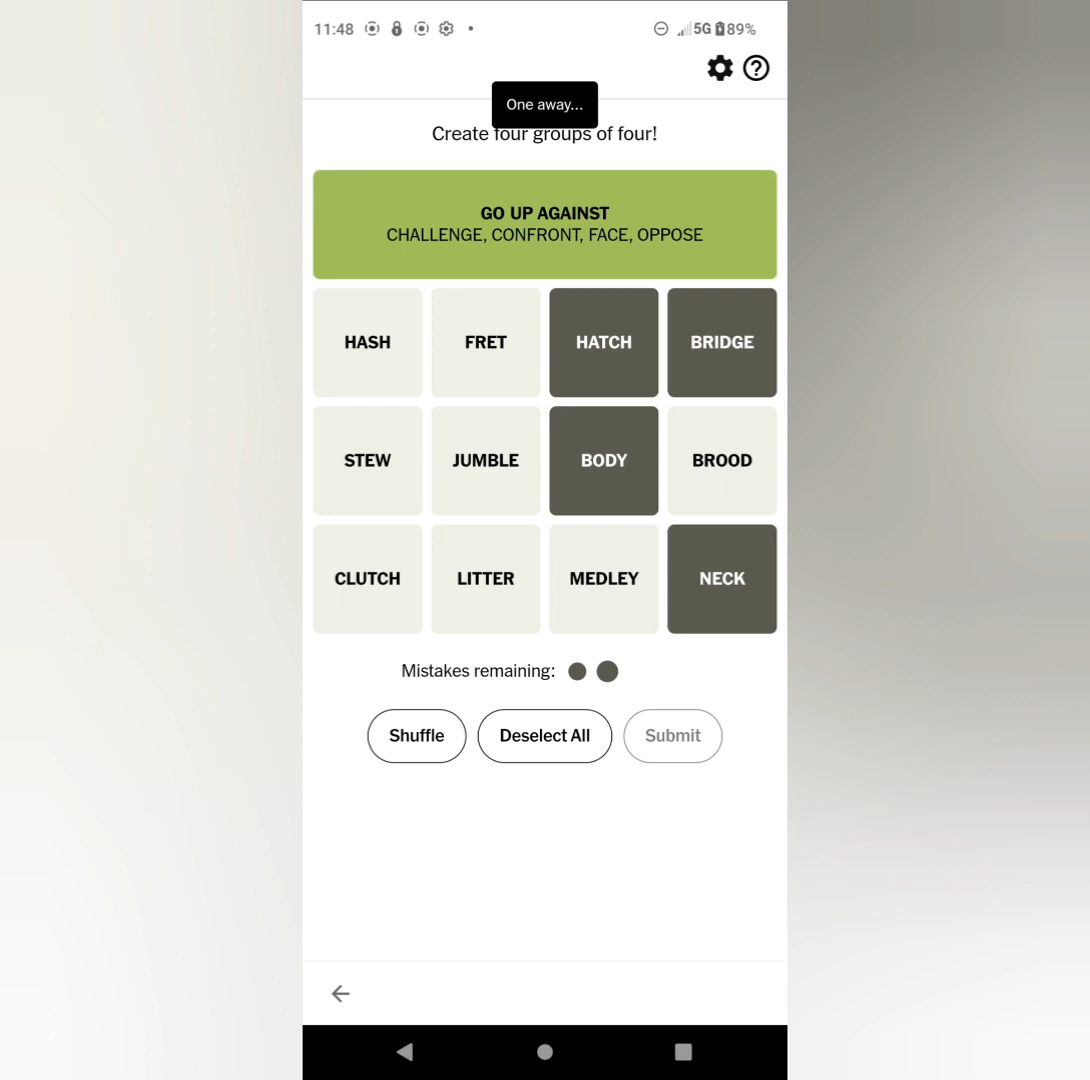 11:48 5G 89%
One away...
Create four groups of four!
GO UP AGAINST
CHALLENGE, CONFRONT, FACE, OPPOSE
HASH FRET HATCH BRIDGE
STEW JUMBLE BODY BROOD
CLUTCH LITTER MEDLEY NECK
Mistakes remaining:
Shuffle Deselect All Submit